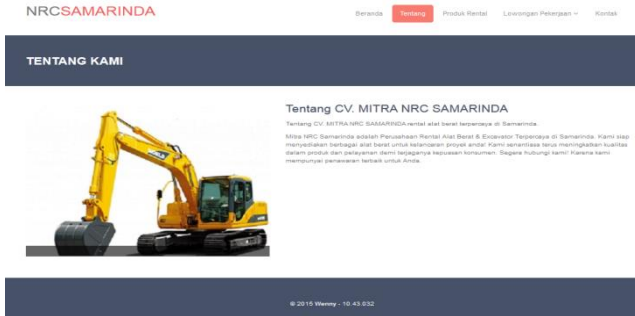 NRCSAMARINDA
Beranda Tentang Produk Rental Lowongan Pekerjaan Kontak
TENTANG KAMI
Tentang CV. MITRA NRC SAMARINDA
Tentang CV. MITRA NRC SAMARINDA rental alat berat terpercaya di Samarinda.
Mitra NRC Samarinda adalah Perusahaan Rental Alat Berat & Excavator Terpercaya di Samarinda. Kami siap
menyediakan berbagai alat berat untuk kelancaran proyek anda! Kami senantiasa terus meningkatkan kualitas
dalam produk dan pelayanan demi terjaganya kepuasan konsumen. Segera hubungi kami! Karena kami
mempunyai penawaran terbaik untuk Anda.
© 2015 Wenny - 10.43.032